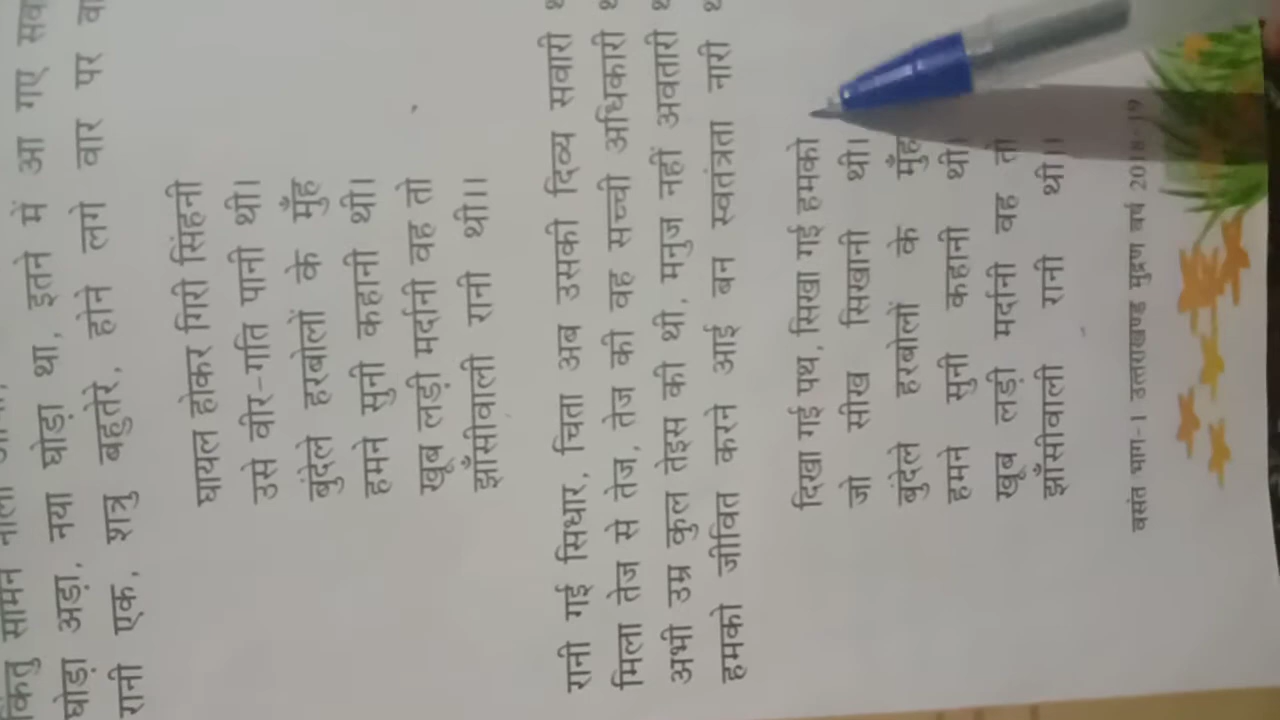 घोड़ा अड़ा, नया घोड़ा था, इतने में आ गए
रानी एक, शत्रु बहुतेरे, होने लगे वार पर
घायल होकर गिरी सिंहनी
उसे वीर-गति पानी थी।
बुंदेले हरबोलों के मुँह
हमने सुनी कहानी थी।
खूब लड़ी मर्दानी वह तो
झाँसीवाली रानी थी।।
रानी गई सिधार, चिता अब उसकी दिव्य सवारी
मिला तेज से तेज, तेज की वह सच्ची अधिकारी
अभी उम्र कुल तेइस की थी, मनुज नहीं अवतारी
हमको जीवित करने आई बन स्वतंत्रता नारी
दिखा गई पथ, सिखा गई हमको
जो सीख सिखानी थी।
बुंदेले हरबोलों के मुँह
हमने सुनी कहानी थी।
खूब लड़ी मर्दानी वह तो
झाँसीवाली रानी थी।।
वसंत भाग-1 उत्तराखण्ड मुद्रण वर्ष 2018-19